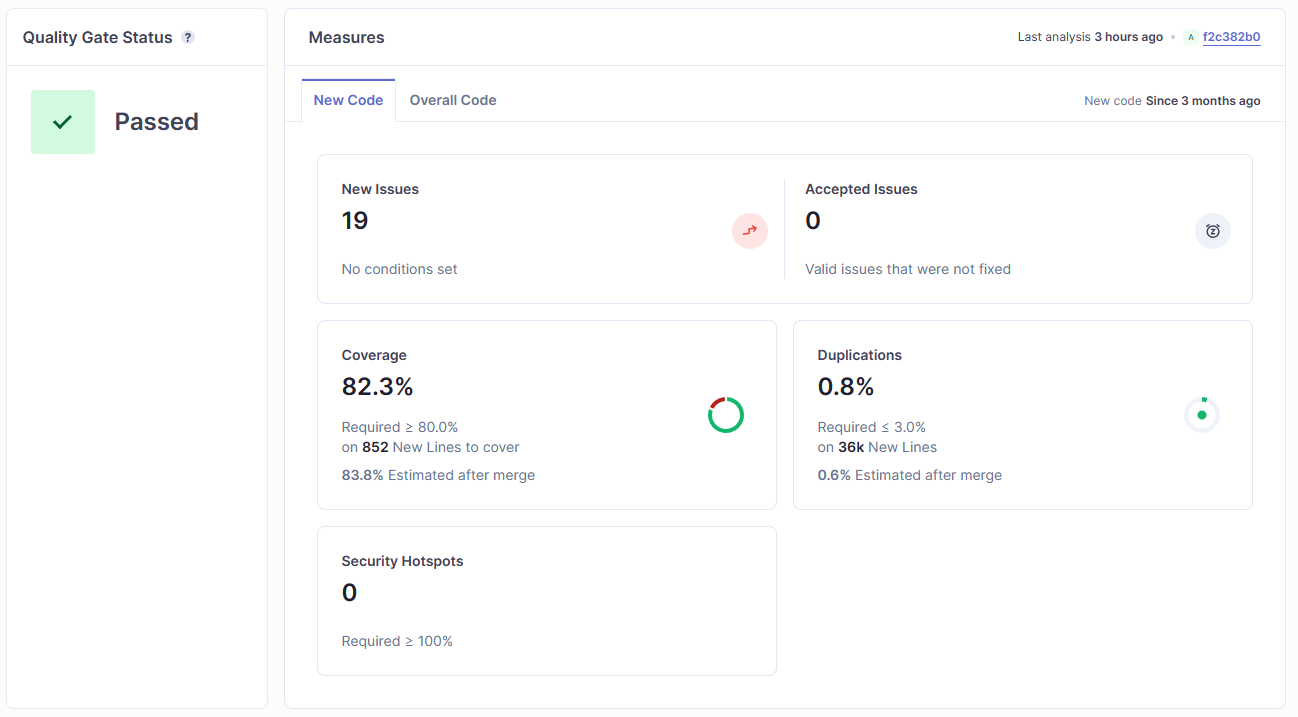 Quality Gate Status ?
Passed
Measures
Last analysis 3 hours ago • A f2c382b0
New Code
Overall Code
New code Since 3 months ago
New Issues
19
No conditions set
Accepted Issues
0
Valid issues that were not fixed
Coverage
82.3%
Required ≥ 80.0%
on 852 New Lines to cover
83.8% Estimated after merge
Duplications
0.8%
Required ≤ 3.0%
on 36k New Lines
0.6% Estimated after merge
Security Hotspots
0
Required ≥ 100%